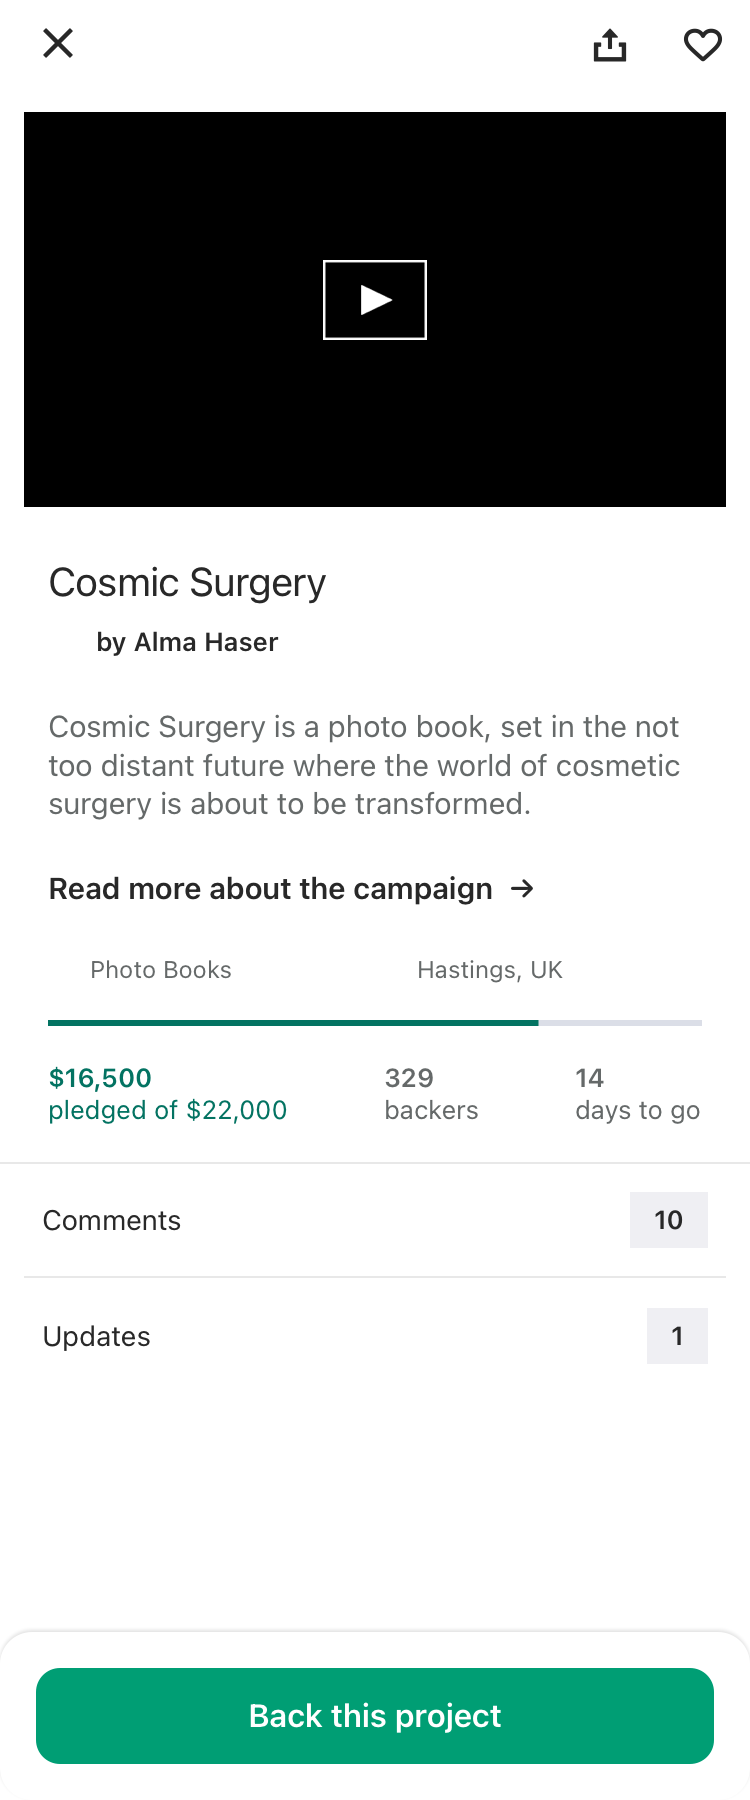 Cosmic Surgery
by Alma Haser
Cosmic Surgery is a photo book, set in the not
too distant future where the world of cosmetic
surgery is about to be transformed.
Read more about the campaign →
Photo Books Hastings, UK
$16,500 329 14
pledged of $22,000 backers days to go
Comments 10
Updates 1
Back this project